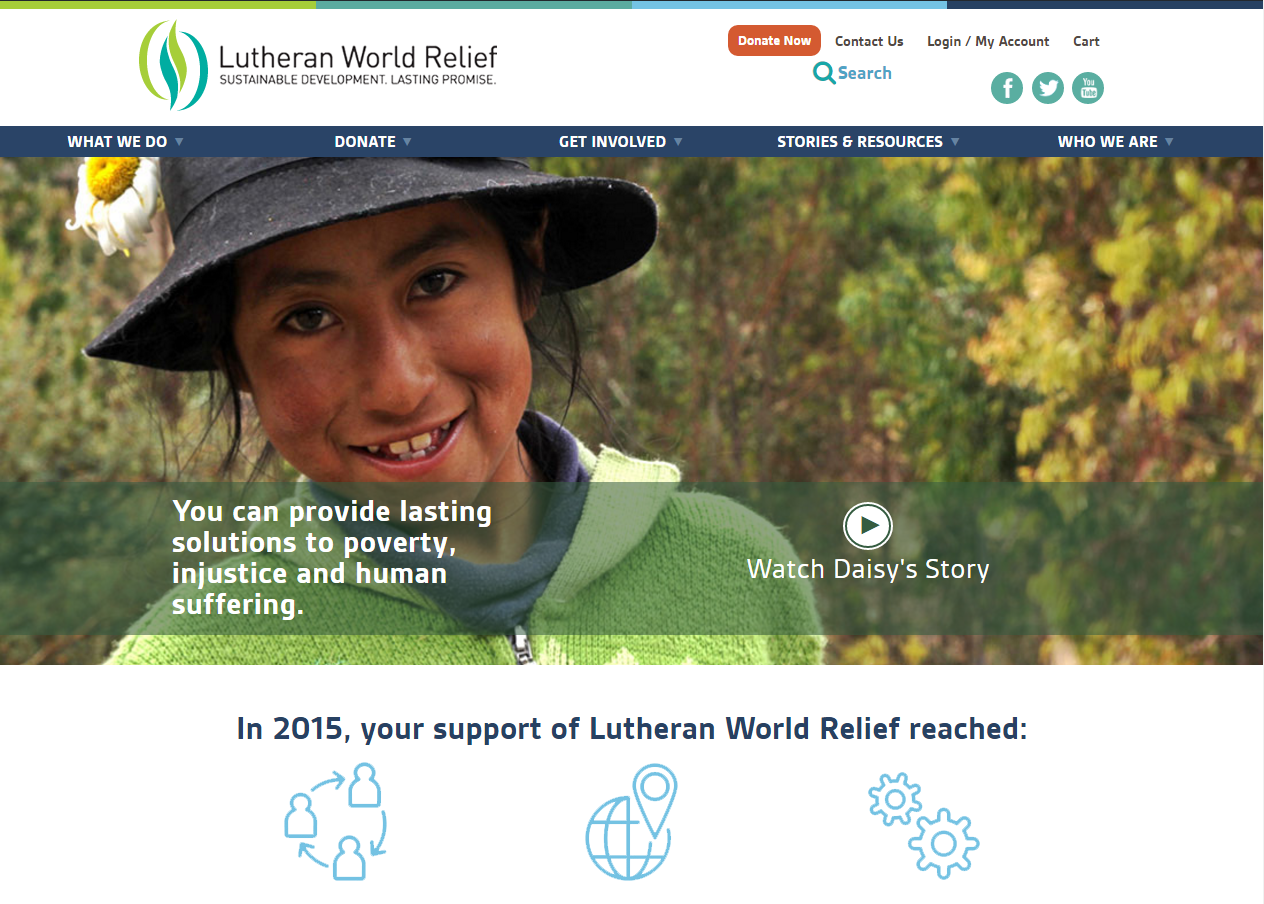 Lutheran World Relief
SUSTAINABLE DEVELOPMENT. LASTING PROMISE.
Donate Now
Contact Us
Login / My Account
Cart
Search
f
You
Tube
WHAT WE DO
DONATE
GET INVOLVED
STORIES & RESOURCES
WHO WE ARE
You can provide lasting
solutions to poverty,
injustice and human
suffering.
Watch Daisy's Story
In 2015, your support of Lutheran World Relief reached: